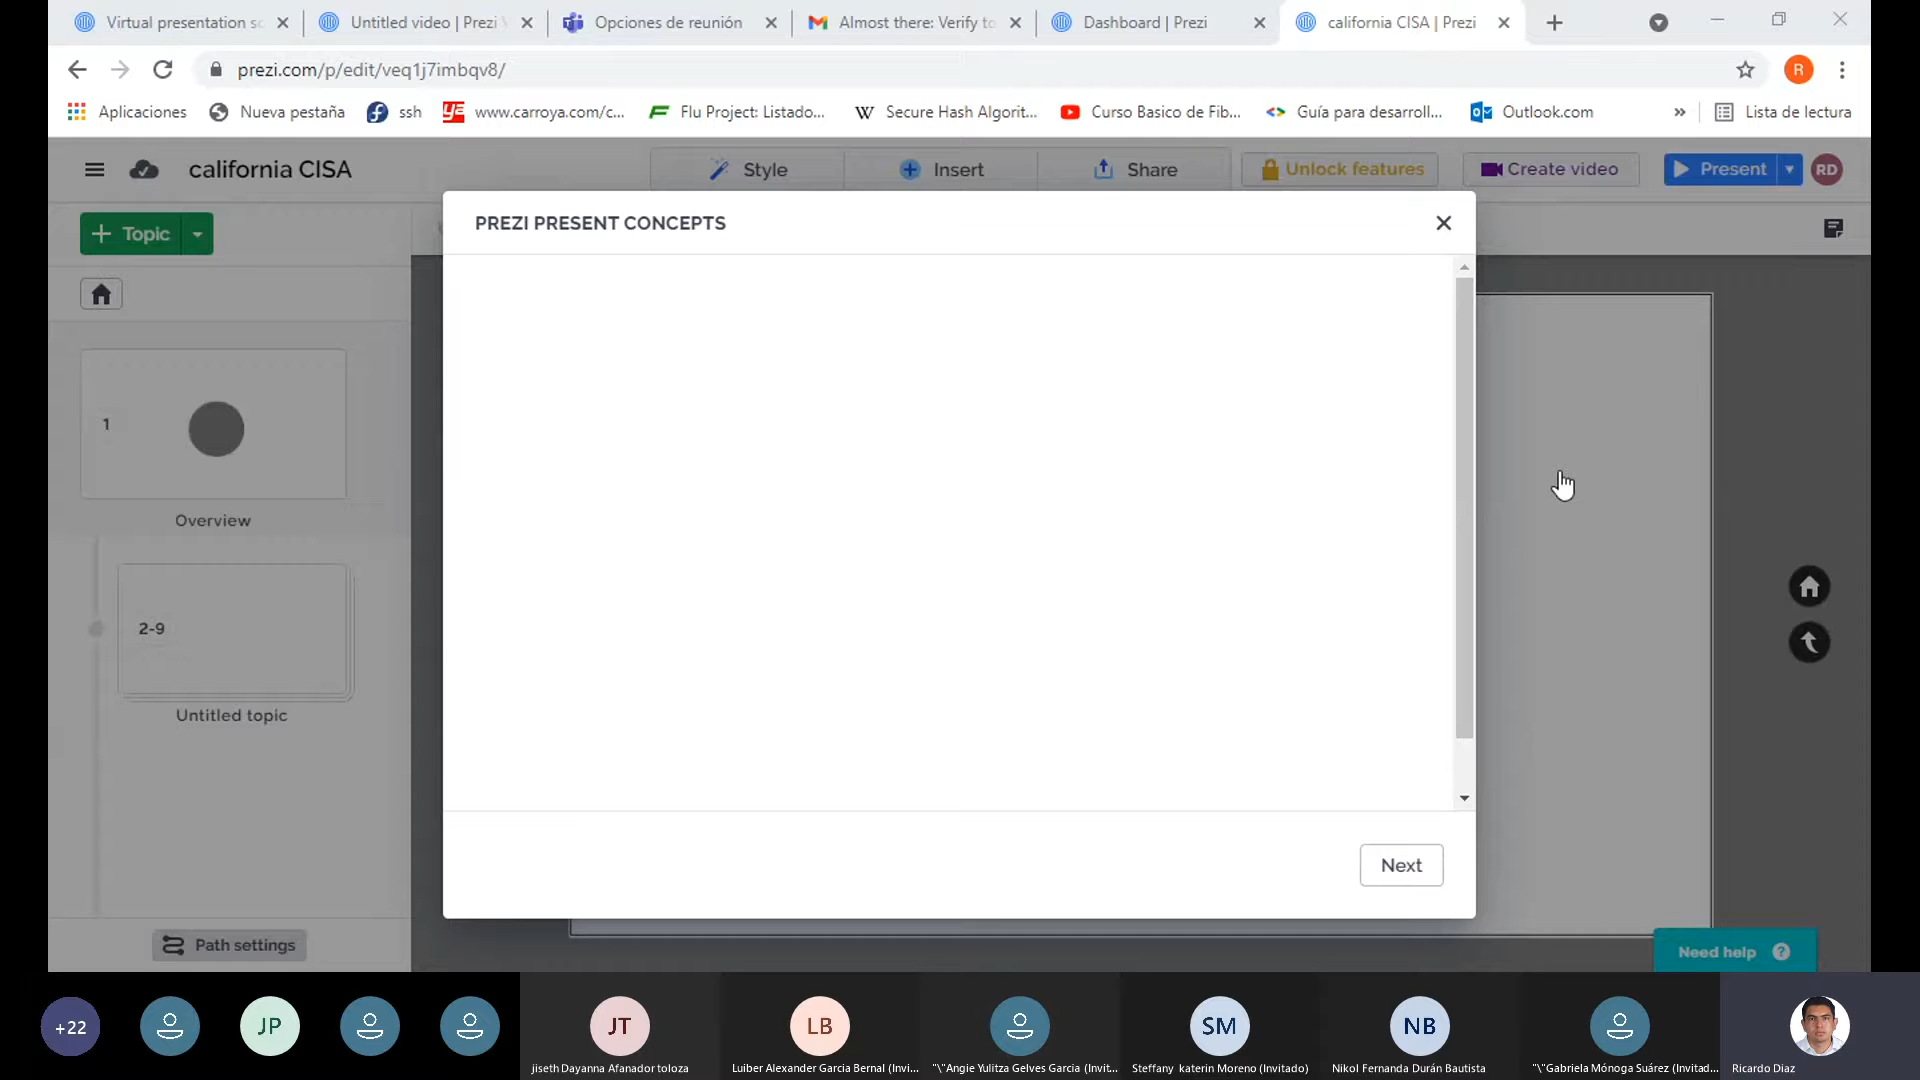 Virtual presentation so
Untitled video | Prezi V
Opciones de reunión
Almost there: Verify to
Dashboard | Prezi
california CISA | Prezi
prezi.com/p/edit/veq1j7imbqv8/
R
Aplicaciones
Nueva pestaña
ssh
www.carroya.com/c...
Flu Project: Listado...
W
Secure Hash Algorit...
Curso Basico de Fib...
Guía para desarroll...
Outlook.com
»
Lista de lectura
california CISA
Style
Insert
Share
Unlock features
Create video
Present
RD
+ Topic
PREZI PRESENT CONCEPTS
1
Overview
2-9
Untitled topic
Next
Path settings
Need help ?
+22
JP
JT
LB
SM
NB
jiseth Dayanna Afanador toloza
Luiber Alexander Garcia Bernal (Invi...
"\"Angie Yulitza Gelves Garcia (Invit...
Steffany katerin Moreno (Invitado)
Nikol Fernanda Durán Bautista
"\"Gabriela Mónoga Suárez (Invitad...
Ricardo Diaz